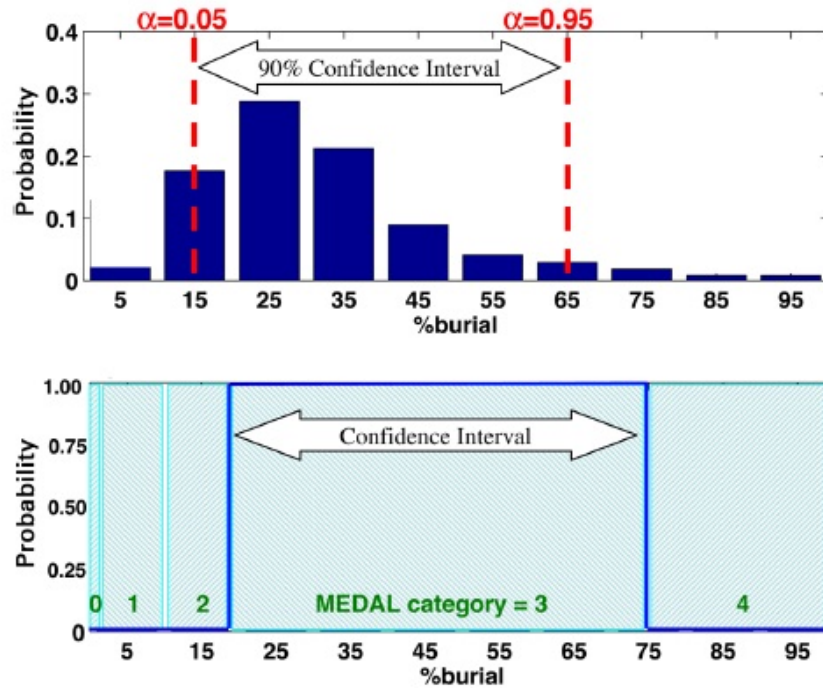 α=0.05 α=0.95
0.4
90% Confidence Interval
0.3
0.2
0.1
0
Probability
5 15 25 35 45 55 65 75 85 95
%burial
1.00
Confidence Interval
0.75
0.50
0.25
0 1 2 MEDAL category = 3 4
0
Probability
5 15 25 35 45 55 65 75 85 95
%burial